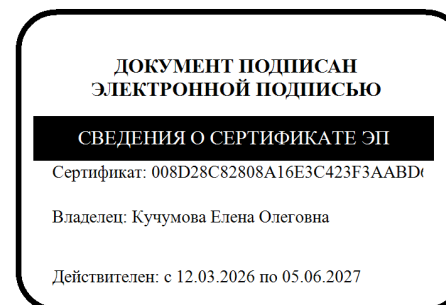 ДОКУМЕНТ ПОДПИСАН
ЭЛЕКТРОННОЙ ПОДПИСЬЮ
СВЕДЕНИЯ О СЕРТИФИКАТЕ ЭП
Сертификат: 008D28C82808A16E3C423F3AABD
Владелец: Кучумова Елена Олеговна
Действителен: с 12.03.2026 по 05.06.2027